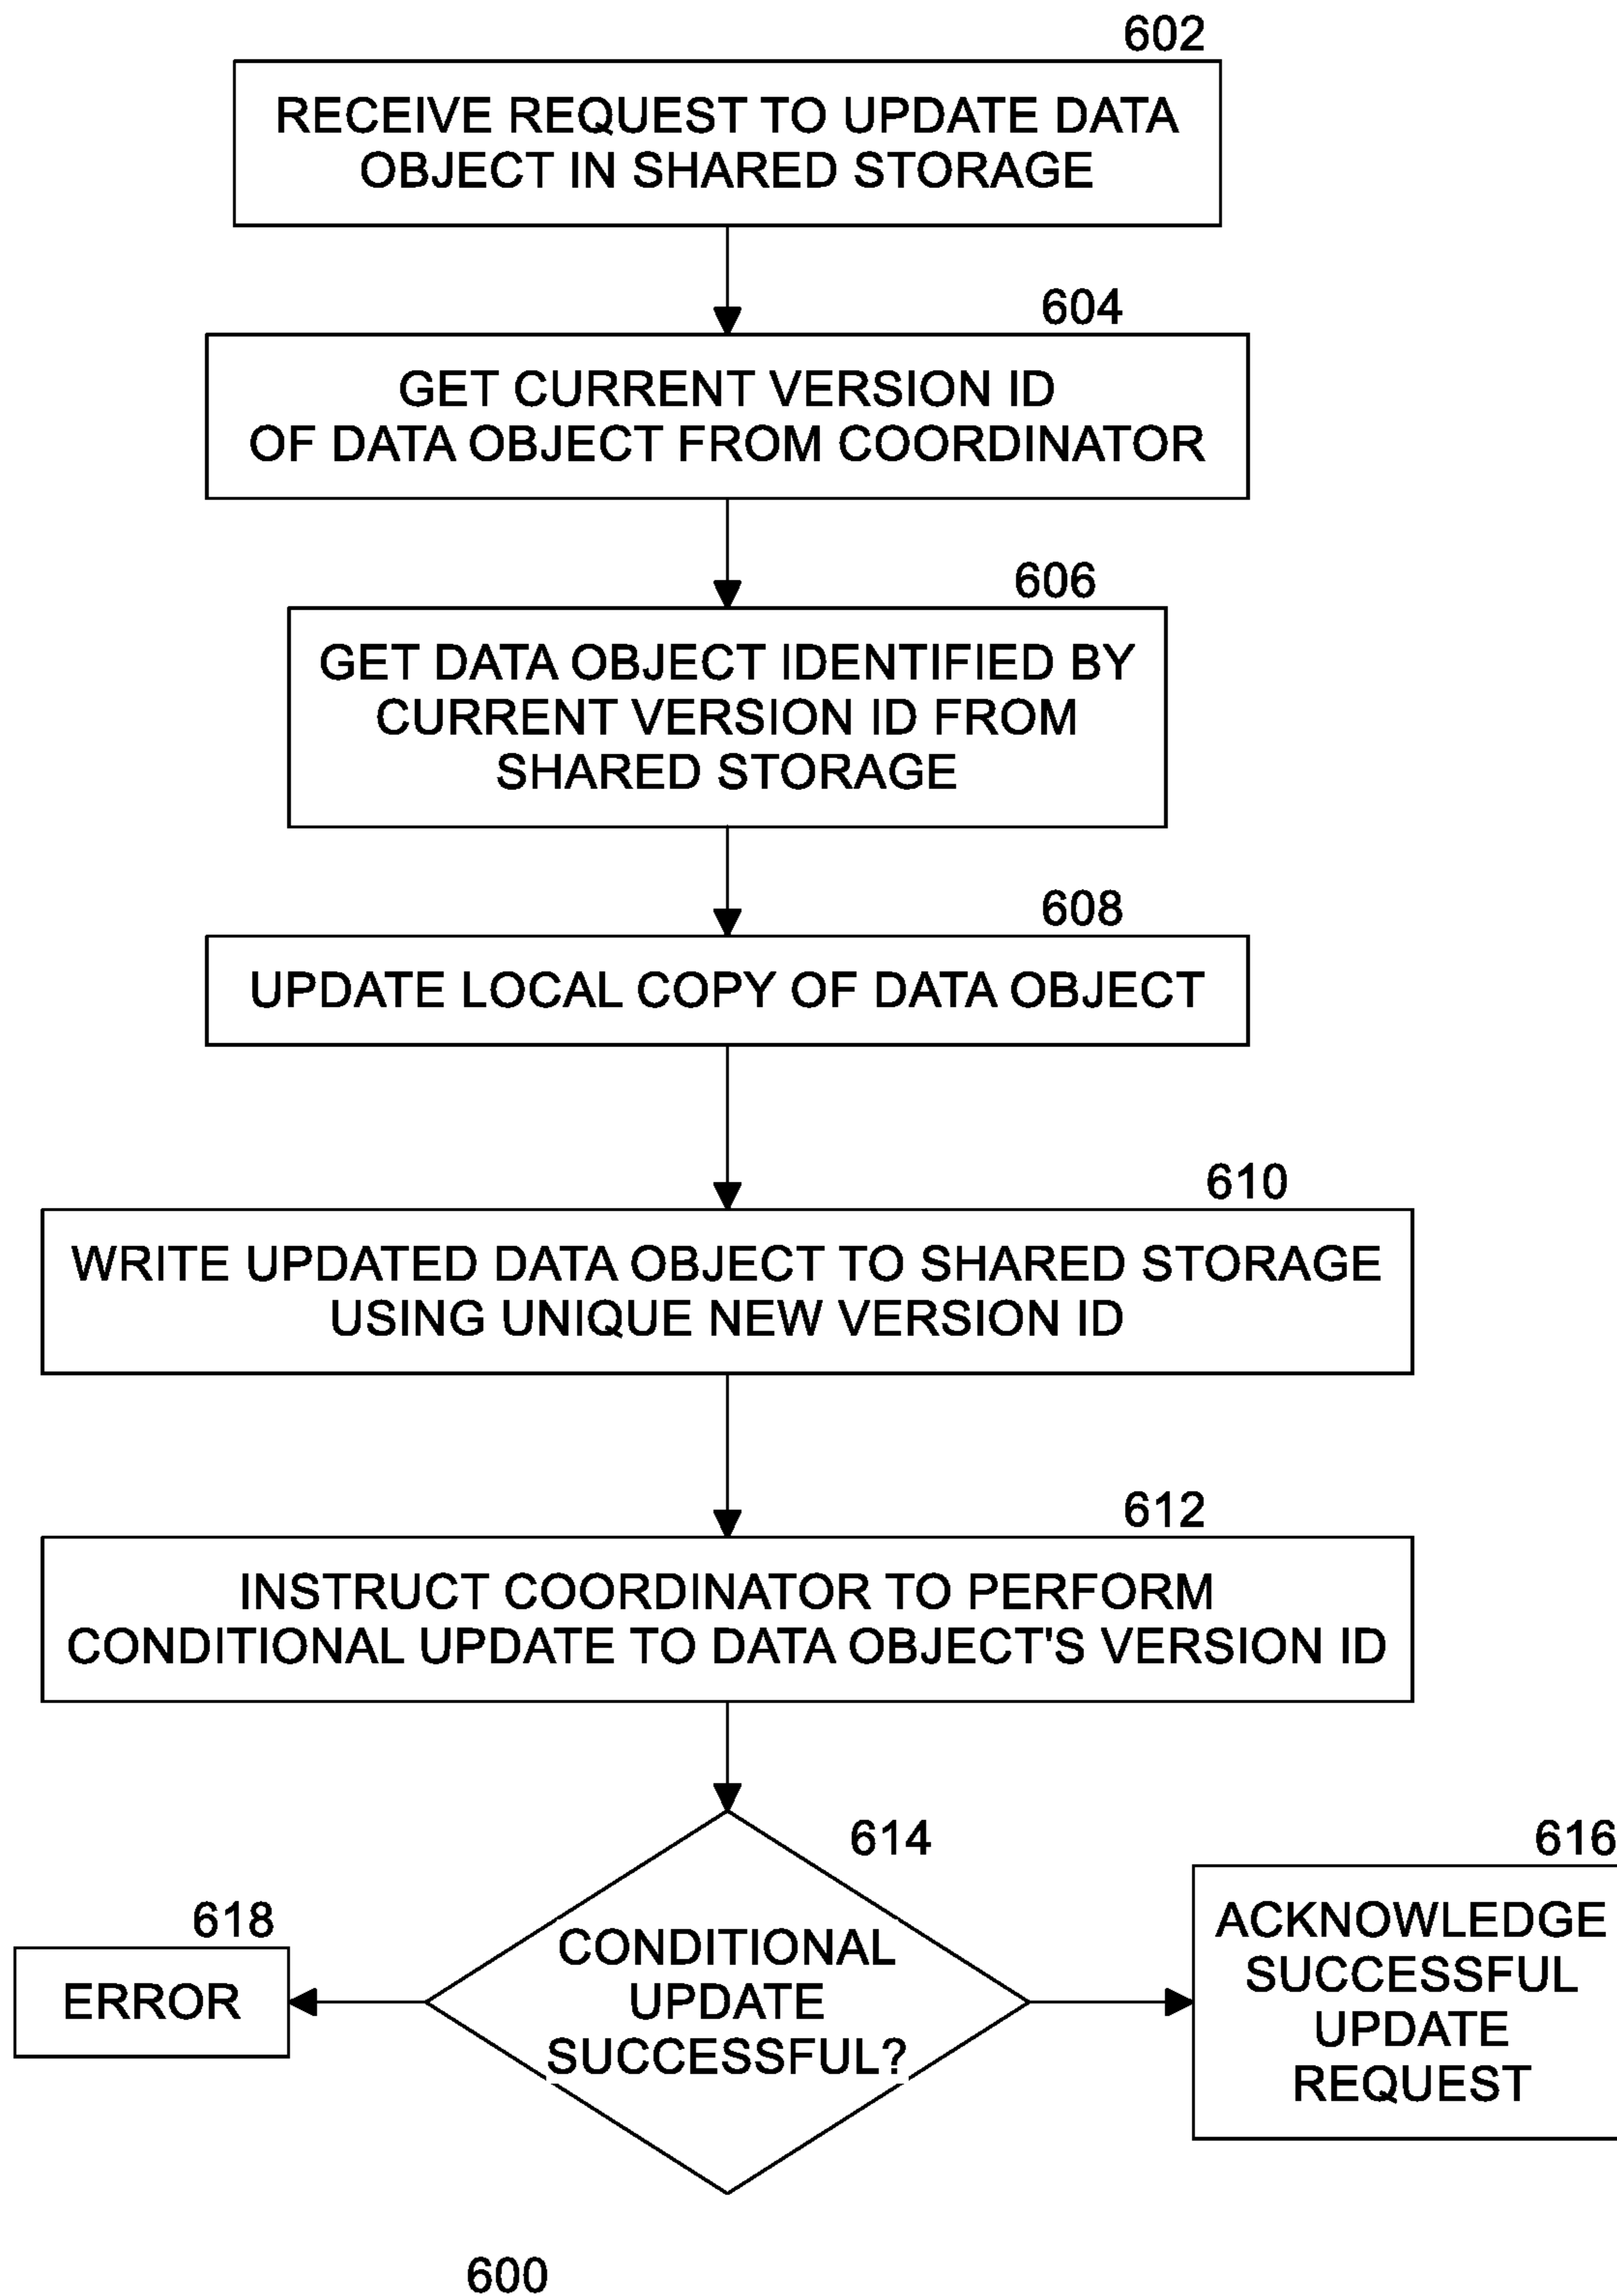 602
RECEIVE REQUEST TO UPDATE DATA
OBJECT IN SHARED STORAGE
604
GET CURRENT VERSION ID
OF DATA OBJECT FROM COORDINATOR
606
GET DATA OBJECT IDENTIFIED BY
CURRENT VERSION ID FROM
SHARED STORAGE
608
UPDATE LOCAL COPY OF DATA OBJECT
610
WRITE UPDATED DATA OBJECT TO SHARED STORAGE
USING UNIQUE NEW VERSION ID
612
INSTRUCT COORDINATOR TO PERFORM
CONDITIONAL UPDATE TO DATA OBJECT'S VERSION ID
614
CONDITIONAL
UPDATE
SUCCESSFUL?
616
ACKNOWLEDGE
SUCCESSFUL
UPDATE
REQUEST
618
ERROR
600